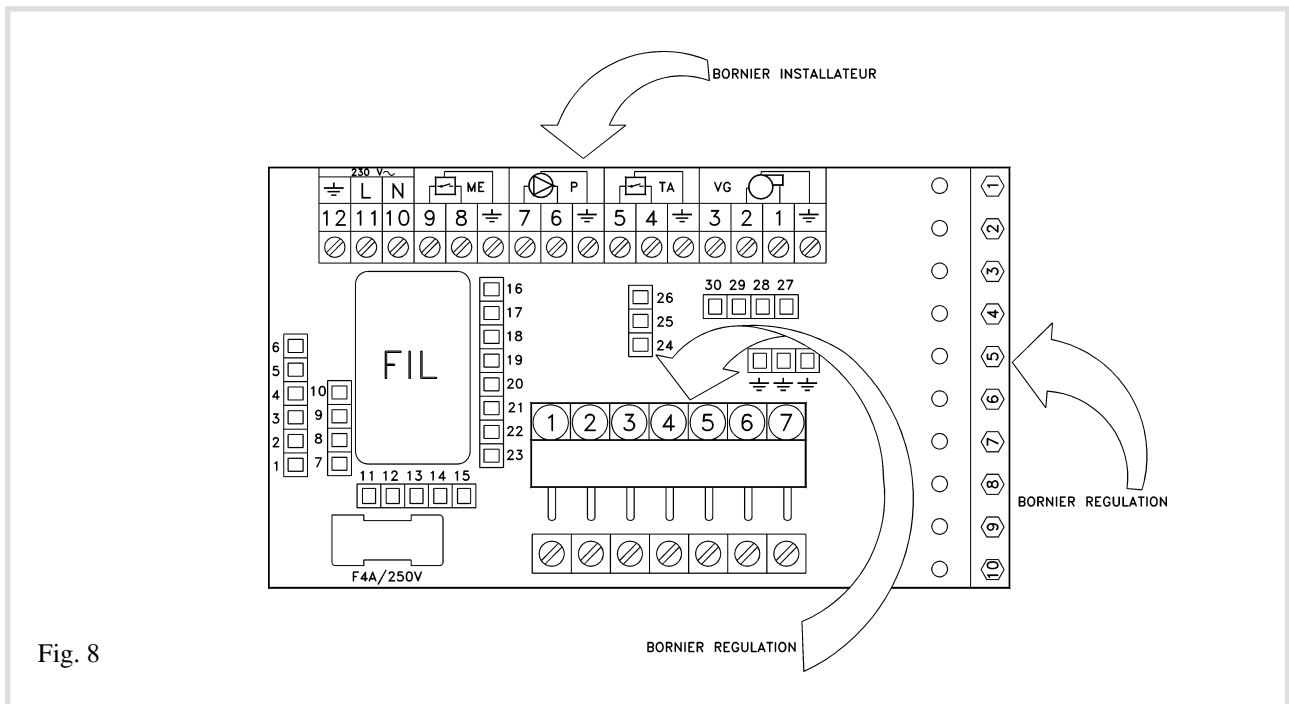 BORNIER INSTALLATEUR
230 V~
L N ME P TA VG
12 11 10 9 8 7 6 5 4 3 2 1
1
2
3
4
5
6
7
8
9
10
30 29 28 27
16
17
18
19
20
21
22
23
26
25
24
FIL
6
5
4
3
2
1
10
9
8
7
1 2 3 4 5 6 7
11 12 13 14 15
F4A/250V
BORNIER REGULATION
BORNIER REGULATION
Fig. 8